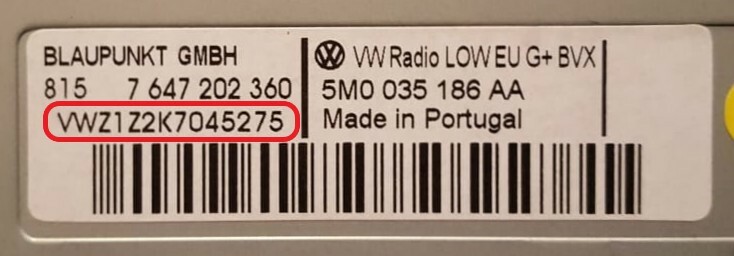 BLAUPUNKT GMBH
815 7 647 202 360
VWZ1Z2K7045275
VW Radio LOW EU G+ BVX
5M0 035 186 AA
Made in Portugal